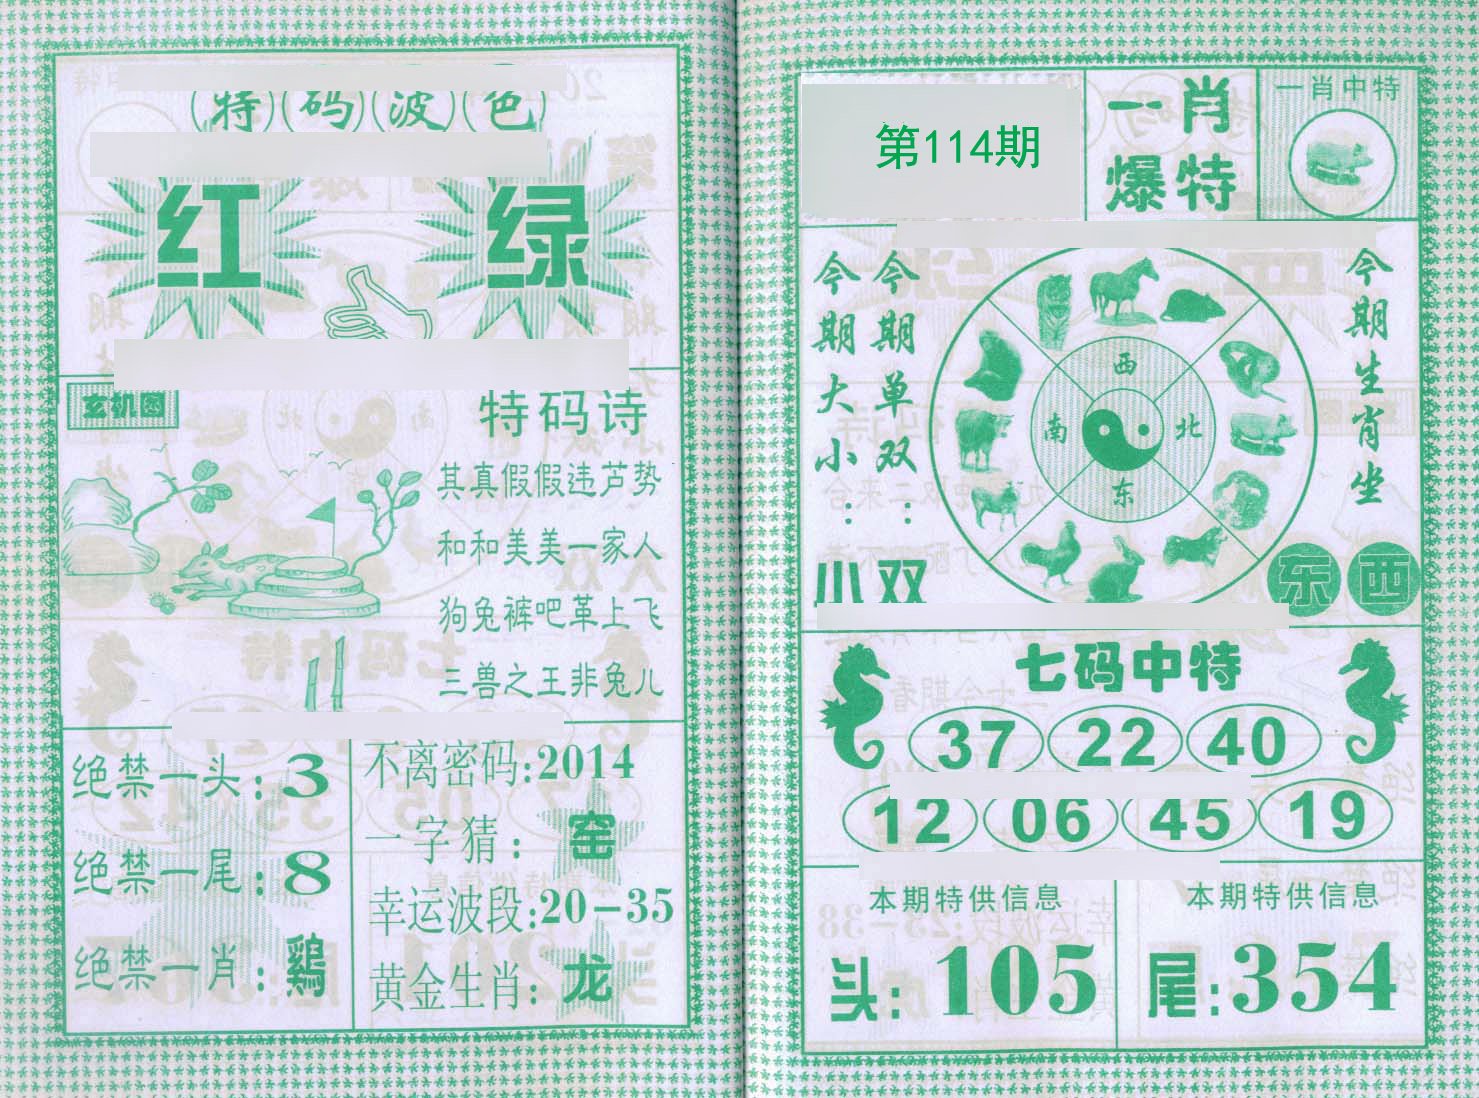 特码波色
红 绿
玄机图
特码诗
其真假假违芦势
和和美美一家人
狗兔裤吧革上飞
三兽之王非兔儿
绝禁一头:3
绝禁一尾:8
绝禁一肖:鷄
不离密码:2014
一字猜:窑
幸运波段:20-35
黄金生肖:龙
第114期
一肖
爆特
一肖中特
今期大小:小
今期单双:双
西
南
北
东
今期生肖坐
东 西
七码中特
37 22 40
12 06 45 19
本期特供信息
头:105
本期特供信息
尾:354